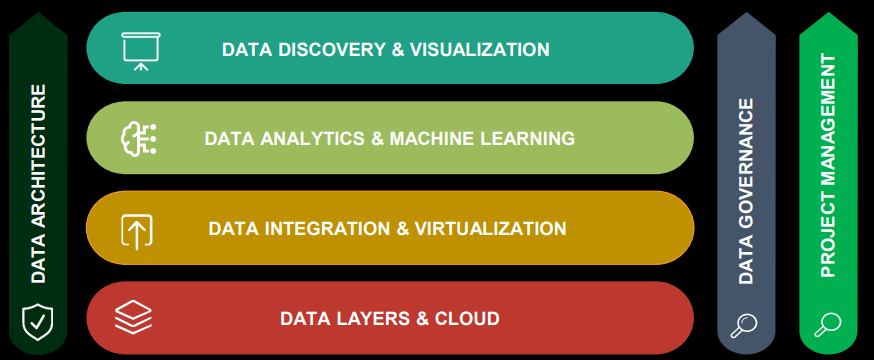 DATA ARCHITECTURE
DATA DISCOVERY & VISUALIZATION
DATA ANALYTICS & MACHINE LEARNING
DATA INTEGRATION & VIRTUALIZATION
DATA LAYERS & CLOUD
DATA GOVERNANCE
PROJECT MANAGEMENT